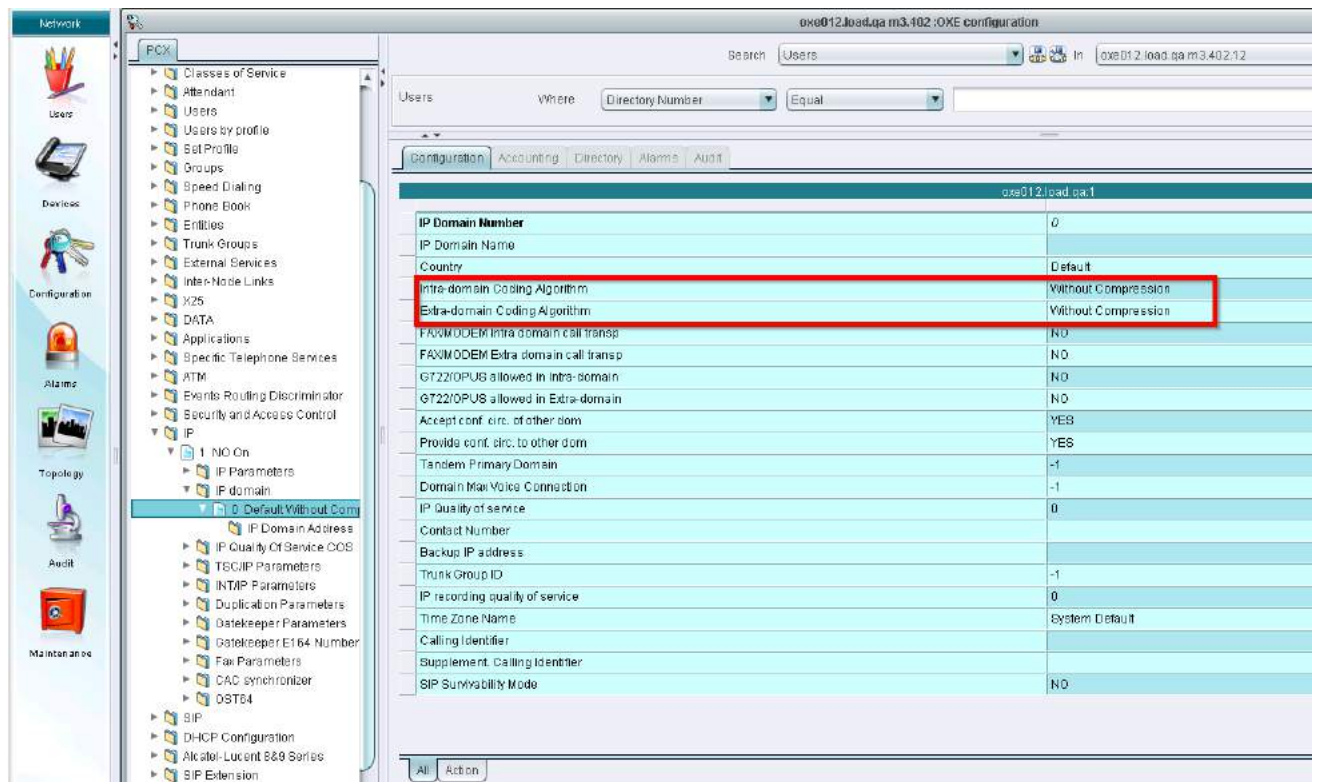 Network
Users
Devices
Configuration
Alarms
Topology
Audit
Maintenance
oxe012.load.qa m3.402 :OXE configuration
PCX
Classes of Service
Attendant
Users
Users by profile
Set Profile
Groups
Speed Dialing
Phone Book
Entities
Trunk Groups
External Services
Inter-Node Links
X25
DATA
Applications
Specific Telephone Services
ATM
Events Routing Discriminator
Security and Access Control
IP
1 NO On
IP Parameters
IP domain
0 Default Without Comp
IP Domain Address
IP Quality Of Service COS
TSC/IP Parameters
INT/IP Parameters
Duplication Parameters
Gatekeeper Parameters
Gatekeeper E164 Number
Fax Parameters
CAC synchronizer
DST64
SIP
DHCP Configuration
Alcatel-Lucent 8&9 Series
SIP Extension
Search Users In oxe012.load.qa m3.402.12
Users Where Directory Number Equal
Configuration Accounting Directory Alarms Audit
oxe012.load.qa:1
IP Domain Number 0
IP Domain Name
Country Default
Intra-domain Coding Algorithm Without Compression
Extra-domain Coding Algorithm Without Compression
FAX/MODEM Intra domain call transp NO
FAX/MODEM Extra domain call transp NO
G722/OPUS allowed in Intra-domain NO
G722/OPUS allowed in Extra-domain NO
Accept conf. circ. of other dom YES
Provide conf. circ. to other dom YES
Tandem Primary Domain -1
Domain Max Voice Connection -1
IP Quality of service 0
Contact Number
Backup IP address
Trunk Group ID -1
IP recording quality of service 0
Time Zone Name System Default
Calling Identifier
Supplement. Calling Identifier
SIP Survivability Mode NO
All Action